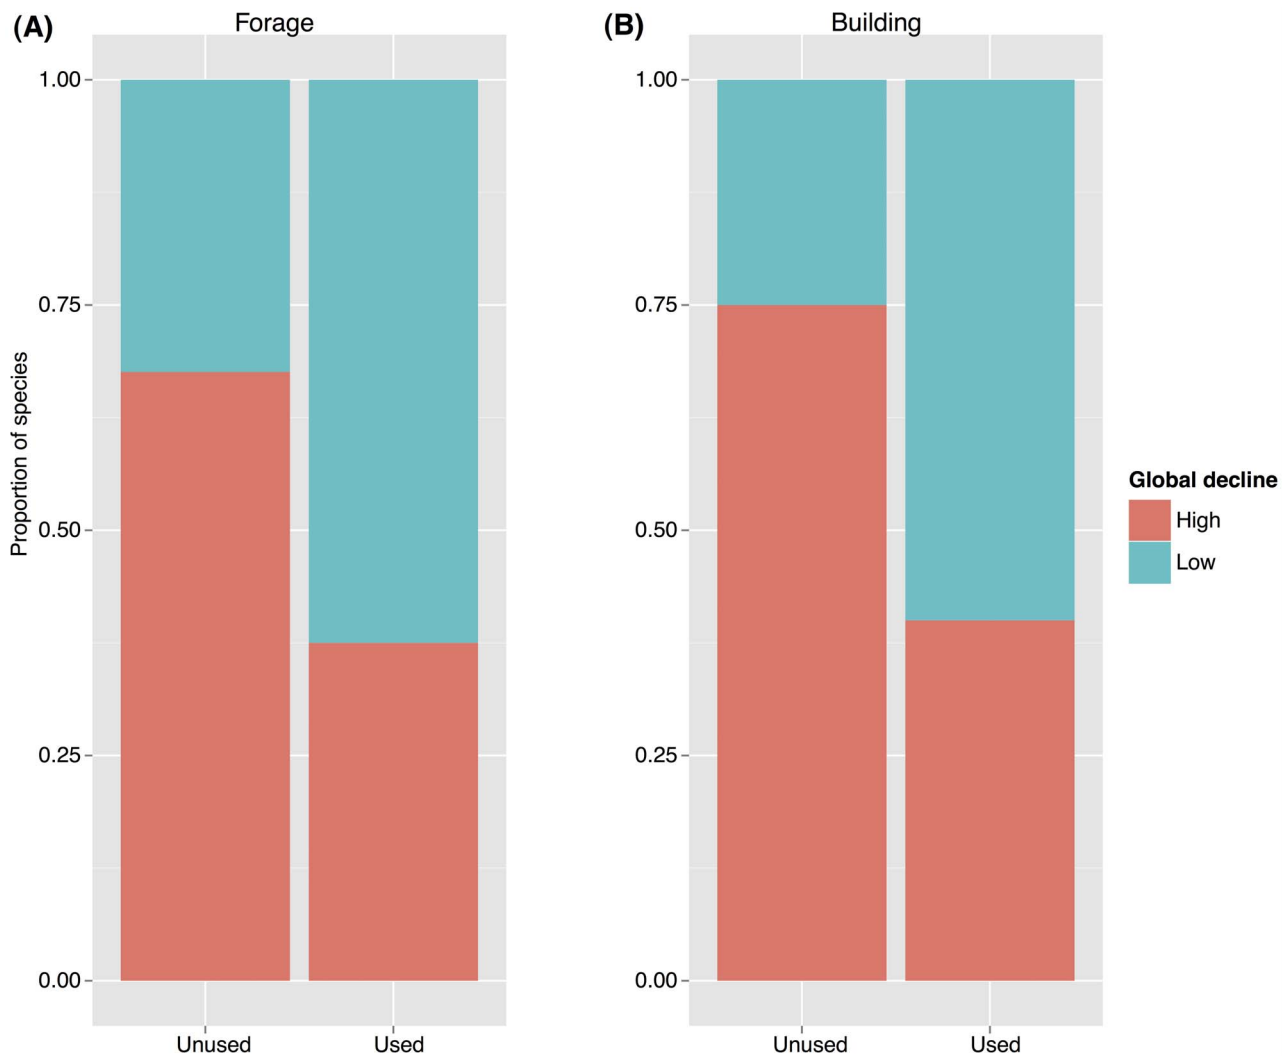 (A) Forage
1.00
0.75
0.50
0.25
0.00
Proportion of species
Unused Used
(B) Building
1.00
0.75
0.50
0.25
0.00
Unused Used
Global decline
High
Low